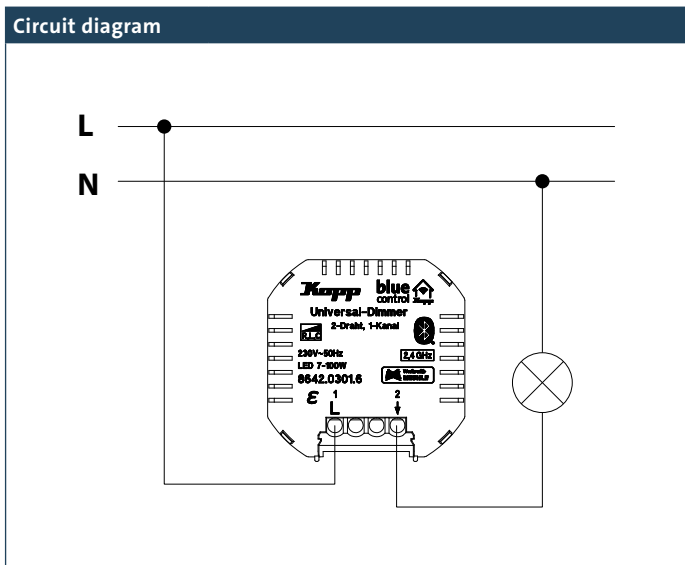 Circuit diagram
L
N
Kopp
blue
control Kopp
Universal-Dimmer
R,L,C
2-Draht, 1-Kanal
230V~50Hz
LED 7-100W
2,4 GHz
8642.0301.6
ε
1
L
2